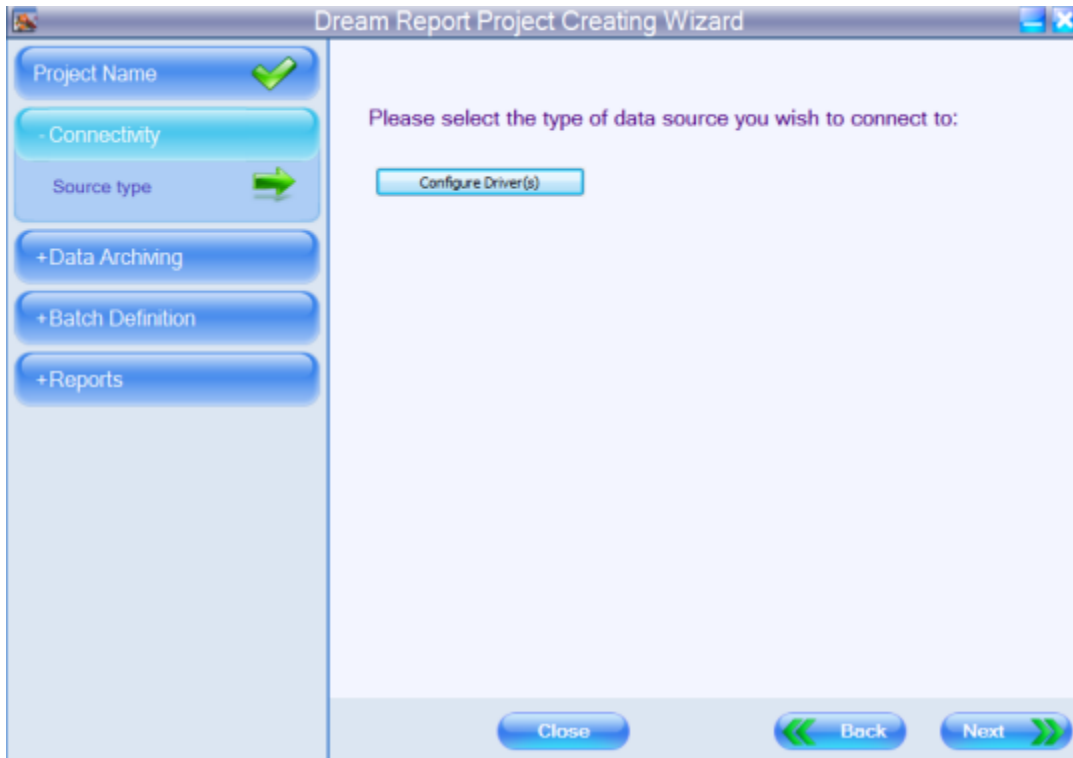 Dream Report Project Creating Wizard
Project Name
- Connectivity
Source type
+Data Archiving
+Batch Definition
+Reports
Please select the type of data source you wish to connect to:
Configure Driver(s)
Close
Back
Next